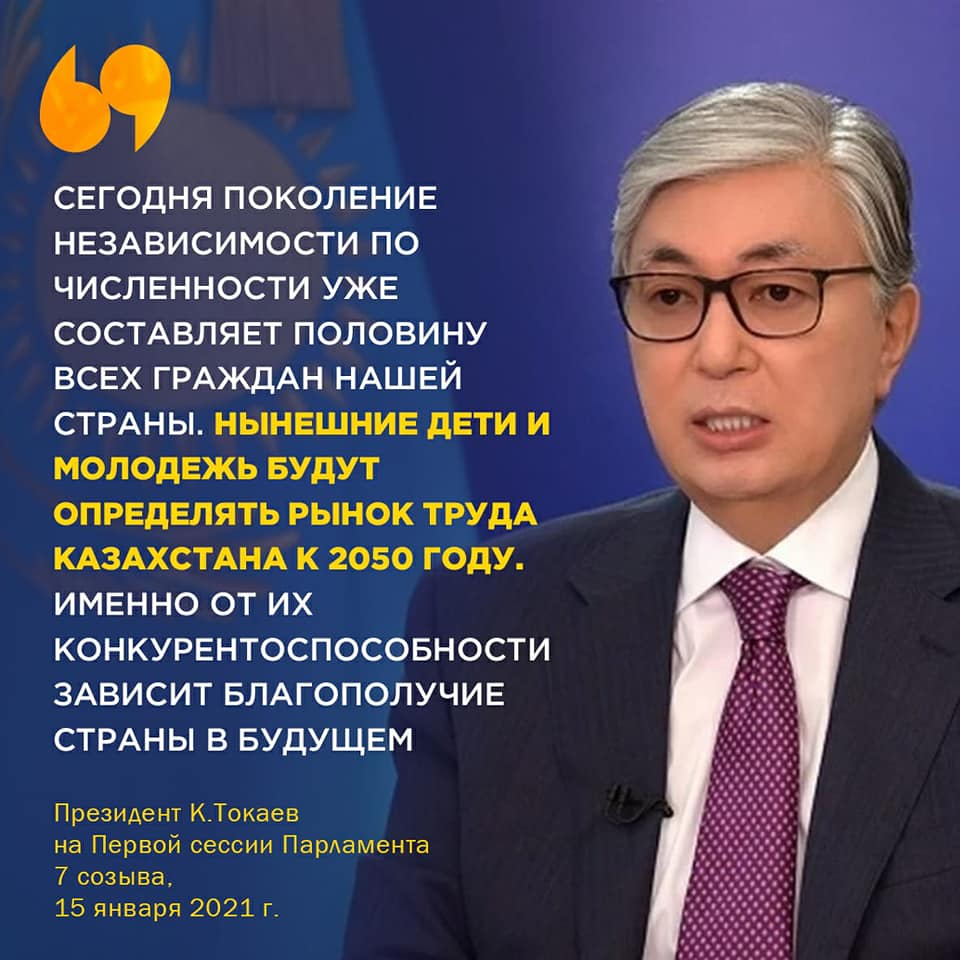 СЕГОДНЯ ПОКОЛЕНИЕ
НЕЗАВИСИМОСТИ ПО
ЧИСЛЕННОСТИ УЖЕ
СОСТАВЛЯЕТ ПОЛОВИНУ
ВСЕХ ГРАЖДАН НАШЕЙ
СТРАНЫ. НЫНЕШНИЕ ДЕТИ И
МОЛОДЕЖЬ БУДУТ
ОПРЕДЕЛЯТЬ РЫНОК ТРУДА
КАЗАХСТАНА К 2050 ГОДУ.
ИМЕННО ОТ ИХ
КОНКУРЕНТОСПОСОБНОСТИ
ЗАВИСИТ БЛАГОПОЛУЧИЕ
СТРАНЫ В БУДУЩЕМ
Президент К.Токаев
на Первой сессии Парламента
7 созыва,
15 января 2021 г.